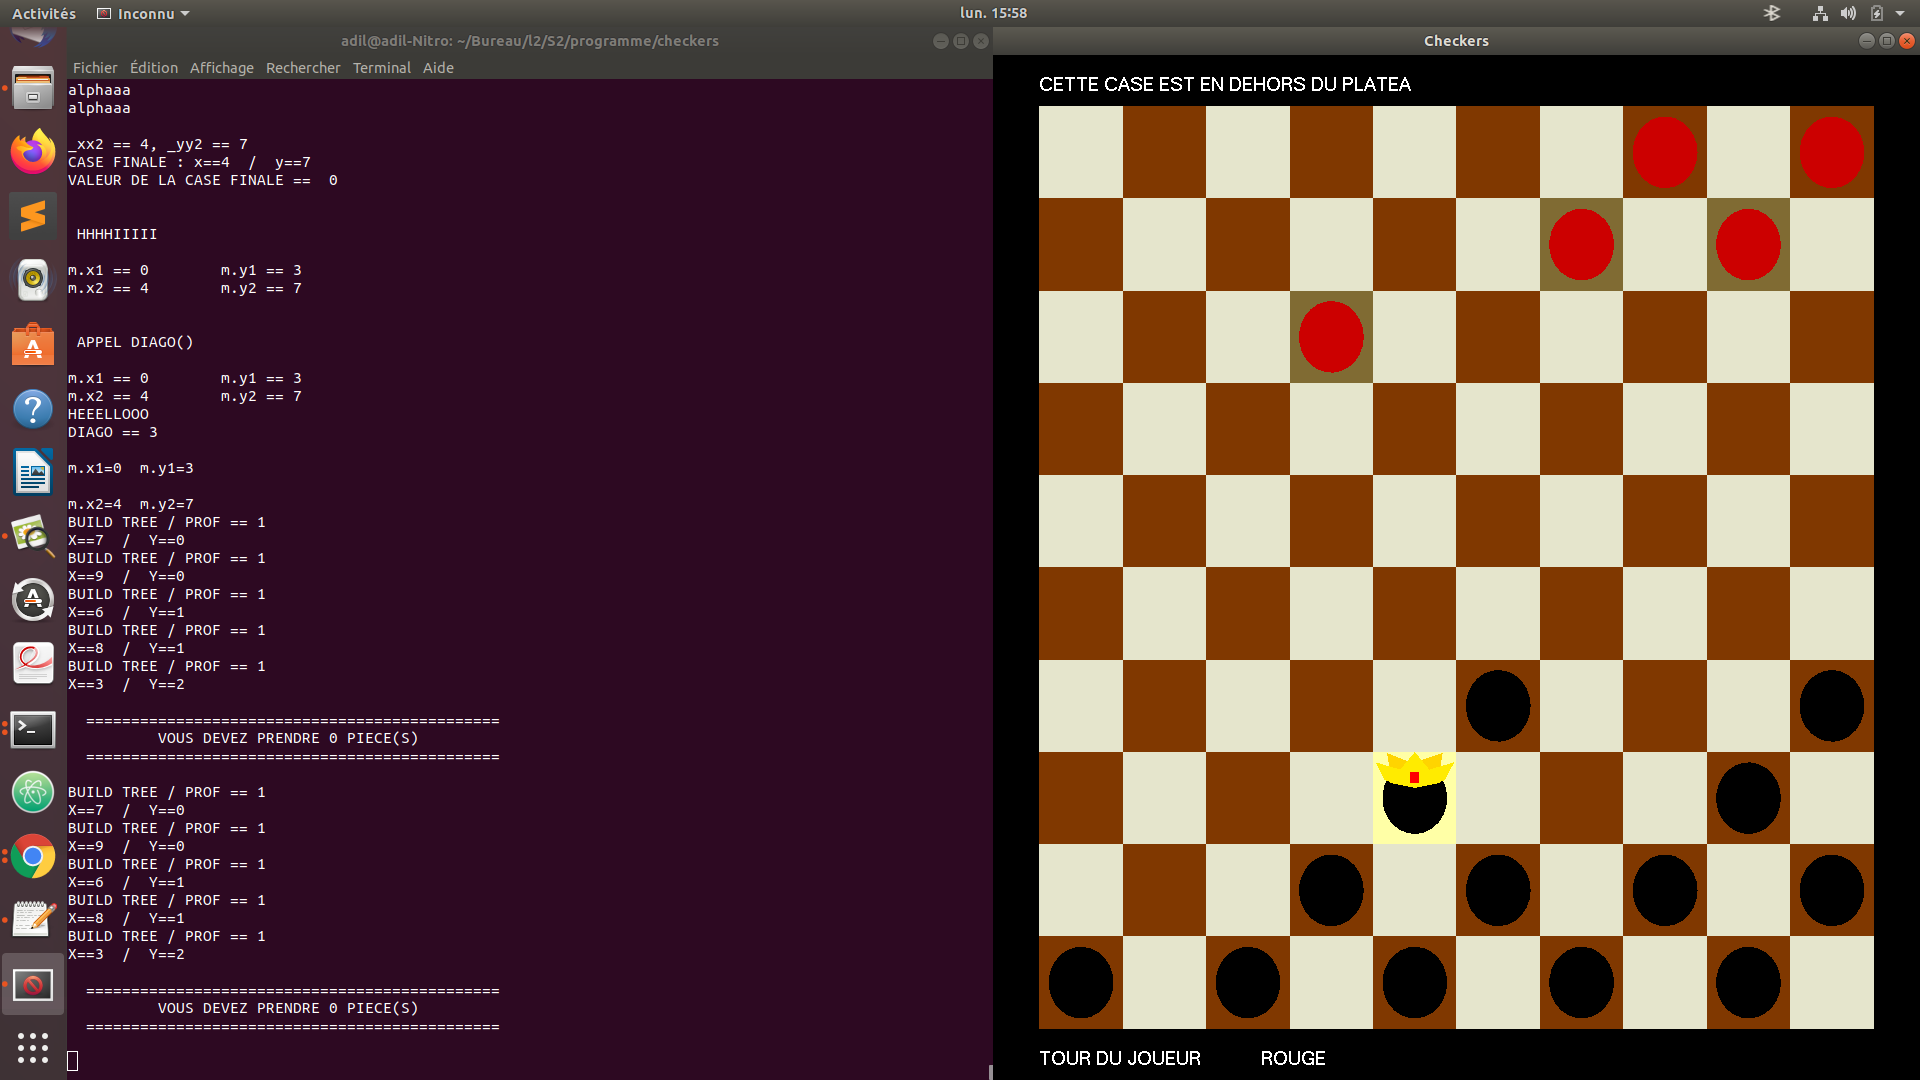 Activités
Inconnu
lun. 15:58
adil@adil-Nitro: ~/Bureau/l2/S2/programme/checkers
Fichier Édition Affichage Rechercher Terminal Aide
alphaaa
alphaaa
_xx2 == 4, _yy2 == 7
CASE FINALE : x==4 / y==7
VALEUR DE LA CASE FINALE == 0
HHHHIIIII
m.x1 == 0 m.y1 == 3
m.x2 == 4 m.y2 == 7
APPEL DIAGO()
m.x1 == 0 m.y1 == 3
m.x2 == 4 m.y2 == 7
HEEELLOOO
DIAGO == 3
m.x1=0 m.y1=3
m.x2=4 m.y2=7
BUILD TREE / PROF == 1
X==7 / Y==0
BUILD TREE / PROF == 1
X==9 / Y==0
BUILD TREE / PROF == 1
X==6 / Y==1
BUILD TREE / PROF == 1
X==8 / Y==1
BUILD TREE / PROF == 1
X==3 / Y==2
==============================================
VOUS DEVEZ PRENDRE 0 PIECE(S)
==============================================
BUILD TREE / PROF == 1
X==7 / Y==0
BUILD TREE / PROF == 1
X==9 / Y==0
BUILD TREE / PROF == 1
X==6 / Y==1
BUILD TREE / PROF == 1
X==8 / Y==1
BUILD TREE / PROF == 1
X==3 / Y==2
==============================================
VOUS DEVEZ PRENDRE 0 PIECE(S)
==============================================
Checkers
CETTE CASE EST EN DEHORS DU PLATEA
TOUR DU JOUEUR ROUGE